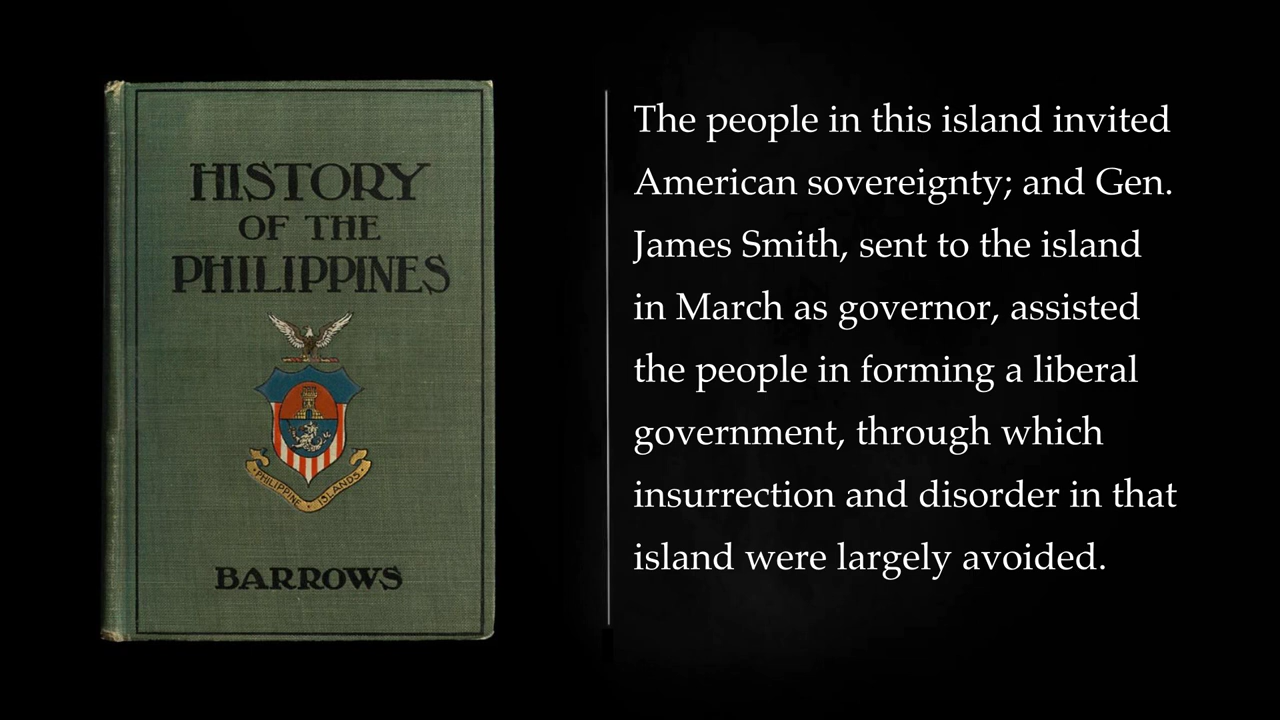 HISTORY
OF THE
PHILIPPINES
PHILIPPINE ISLANDS
BARROWS
The people in this island invited
American sovereignty; and Gen.
James Smith, sent to the island
in March as governor, assisted
the people in forming a liberal
government, through which
insurrection and disorder in that
island were largely avoided.